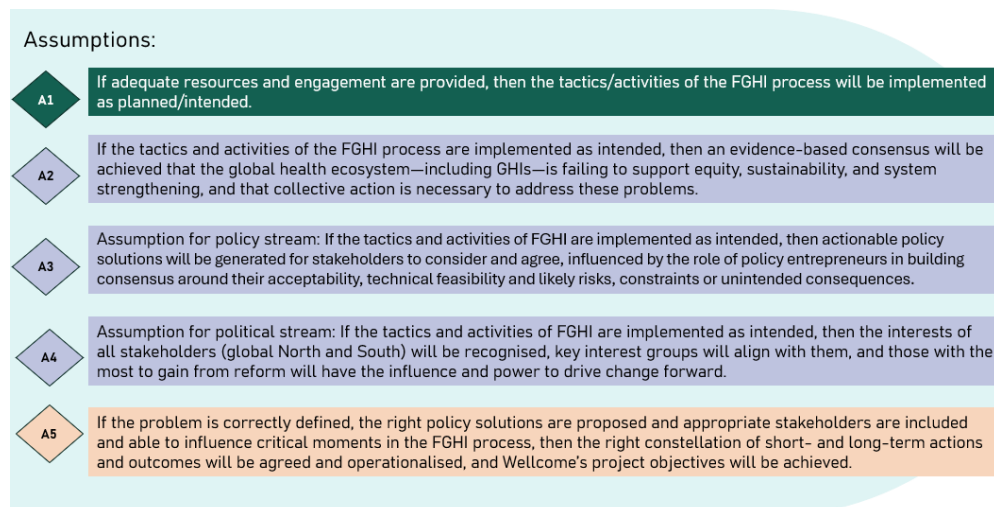 Assumptions:
A1
If adequate resources and engagement are provided, then the tactics/activities of the FGHI process will be implemented
as planned/intended.
A2
If the tactics and activities of the FGHI process are implemented as intended, then an evidence-based consensus will be
achieved that the global health ecosystem—including GHIs—is failing to support equity, sustainability, and system
strengthening, and that collective action is necessary to address these problems.
A3
Assumption for policy stream: If the tactics and activities of FGHI are implemented as intended, then actionable policy
solutions will be generated for stakeholders to consider and agree, influenced by the role of policy entrepreneurs in building
consensus around their acceptability, technical feasibility and likely risks, constraints or unintended consequences.
A4
Assumption for political stream: If the tactics and activities of FGHI are implemented as intended, then the interests of
all stakeholders (global North and South) will be recognised, key interest groups will align with them, and those with the
most to gain from reform will have the influence and power to drive change forward.
A5
If the problem is correctly defined, the right policy solutions are proposed and appropriate stakeholders are included
and able to influence critical moments in the FGHI process, then the right constellation of short- and long-term actions
and outcomes will be agreed and operationalised, and Wellcome's project objectives will be achieved.